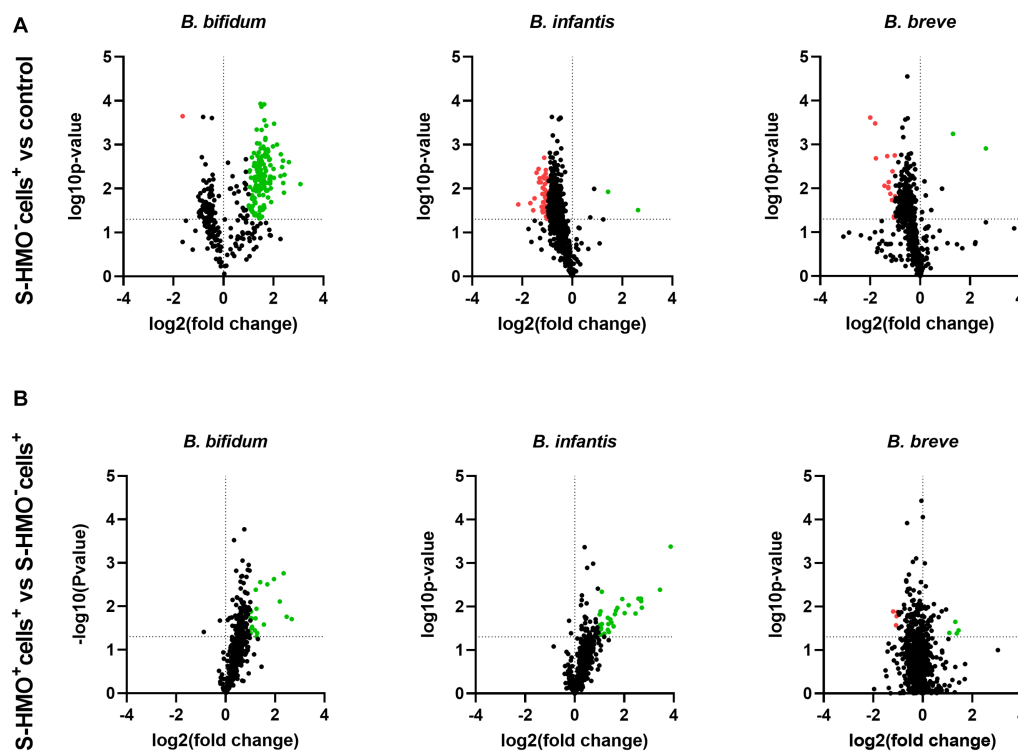 A
S-HMO⁻cells⁺ vs control
B. bifidum
B. infantis
B. breve
log10p-value
5
4
3
2
1
0
-4 -2 0 2 4
log2(fold change)
log10p-value
5
4
3
2
1
0
-4 -2 0 2 4
log2(fold change)
log10p-value
5
4
3
2
1
0
-4 -2 0 2 4
log2(fold change)
B
S-HMO⁺cells⁺ vs S-HMO⁻cells⁺
B. bifidum
B. infantis
B. breve
-log10(Pvalue)
5
4
3
2
1
0
-4 -2 0 2 4
log2(fold change)
log10p-value
5
4
3
2
1
0
-4 -2 0 2 4
log2(fold change)
log10p-value
5
4
3
2
1
0
-4 -2 0 2 4
log2(fold change)